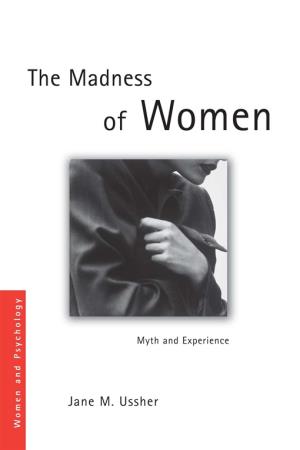 The Madness
of Women
Myth and Experience
Women and Psychology
Jane M. Ussher